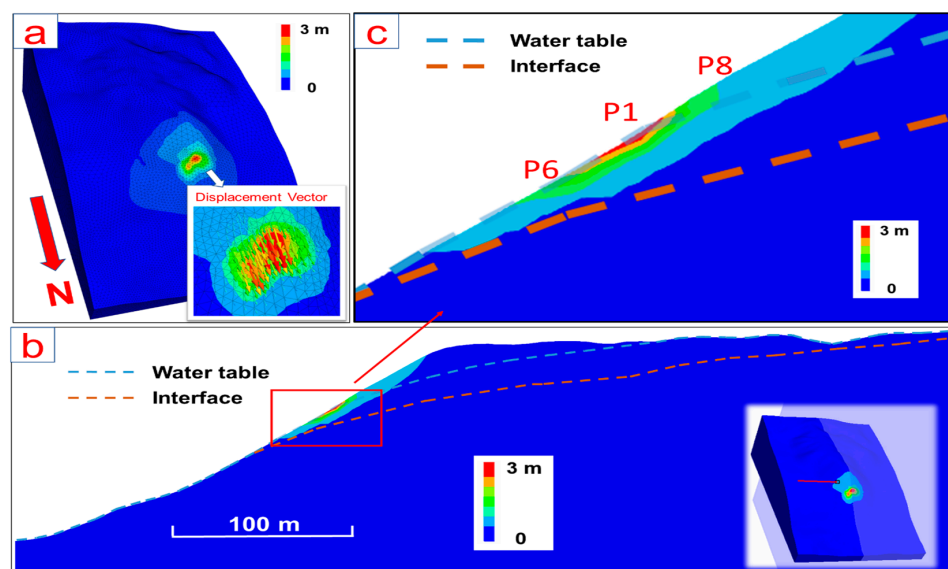 a
3 m
0
Displacement Vector
N
c
Water table
Interface
P8
P1
P6
3 m
0
b
Water table
Interface
100 m
3 m
0